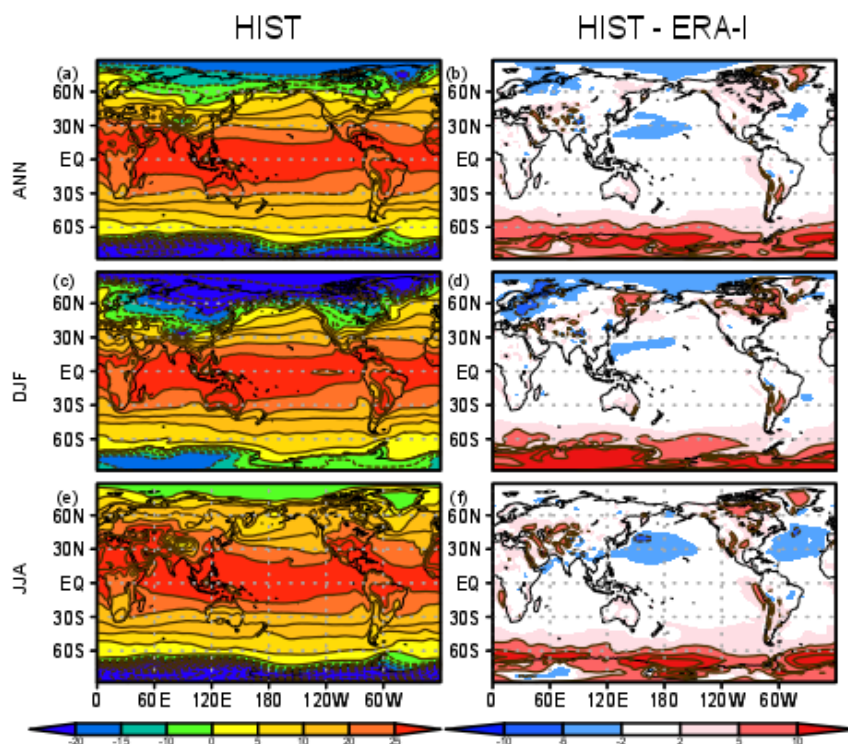 HIST HIST - ERA-I
(a) (b)
60N 60N
30N 30N
EQ EQ
30S 30S
60S 60S
ANN
(c) (d)
60N 60N
30N 30N
EQ EQ
30S 30S
60S 60S
DJF
(e) (f)
60N 60N
30N 30N
EQ EQ
30S 30S
60S 60S
JJA
0 60E 120E 180 120W 60W 0 60E 120E 180 120W 60W
-20 -15 -10 0 5 10 20 25 -10 -2 2 5 10